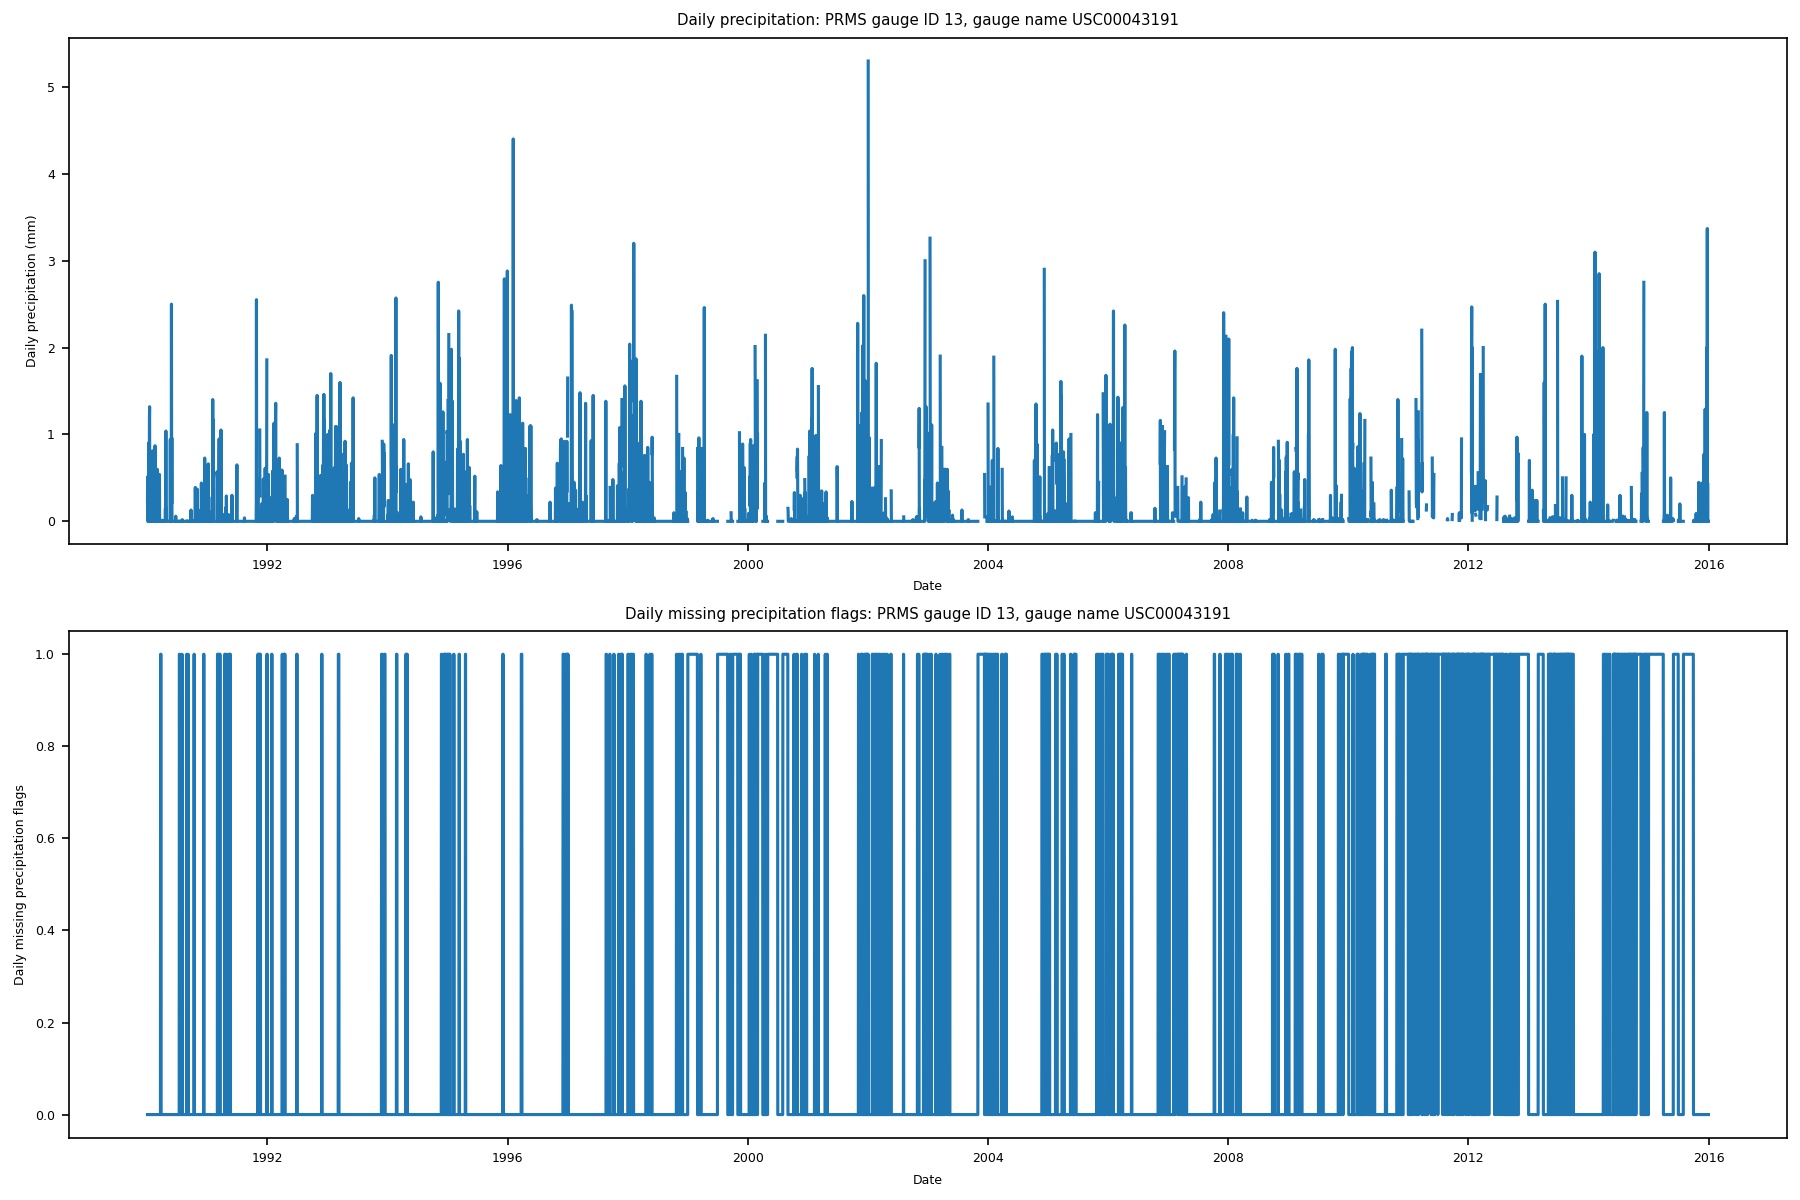 Daily precipitation: PRMS gauge ID 13, gauge name USC00043191
5
4
3
2
1
0
Daily precipitation (mm)
1992 1996 2000 2004 2008 2012 2016
Date
Daily missing precipitation flags: PRMS gauge ID 13, gauge name USC00043191
1.0
0.8
0.6
0.4
0.2
0.0
Daily missing precipitation flags
1992 1996 2000 2004 2008 2012 2016
Date